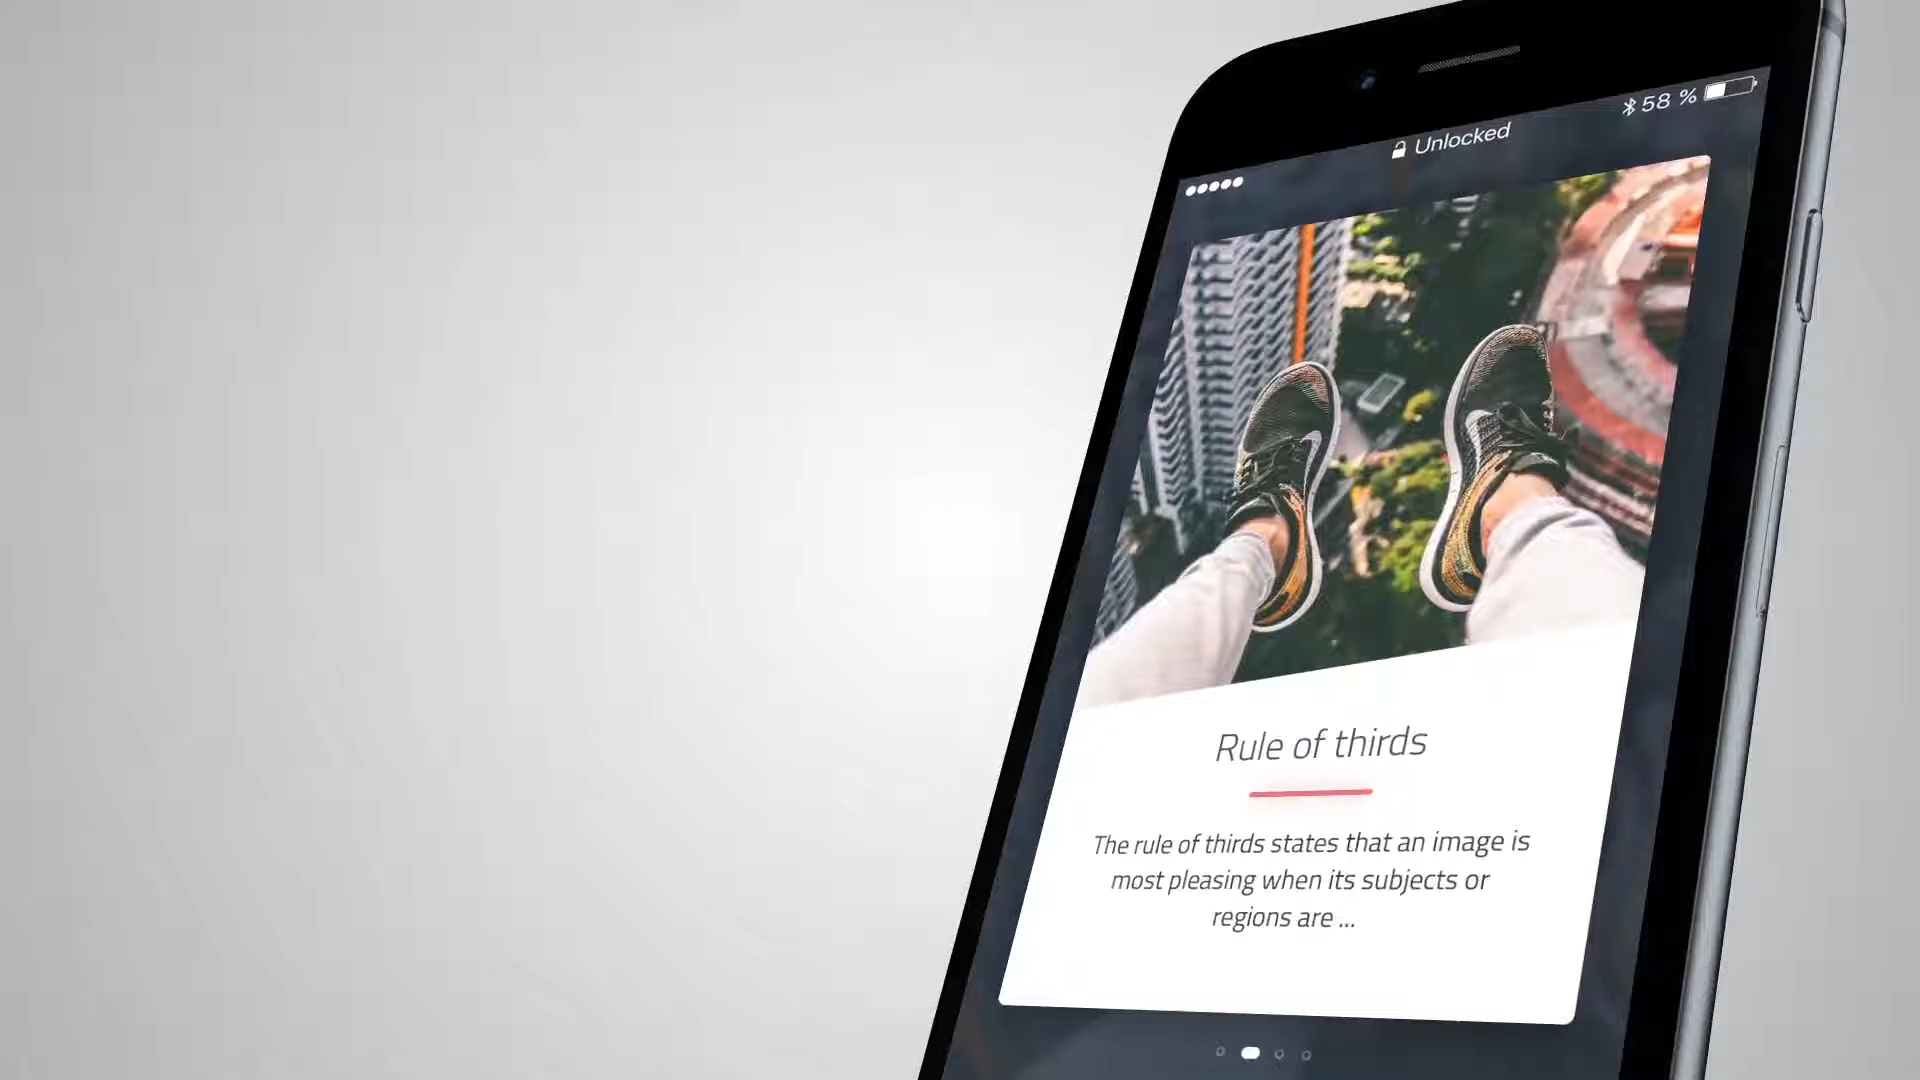 58 %
Unlocked
Rule of thirds
The rule of thirds states that an image is
most pleasing when its subjects or
regions are ...